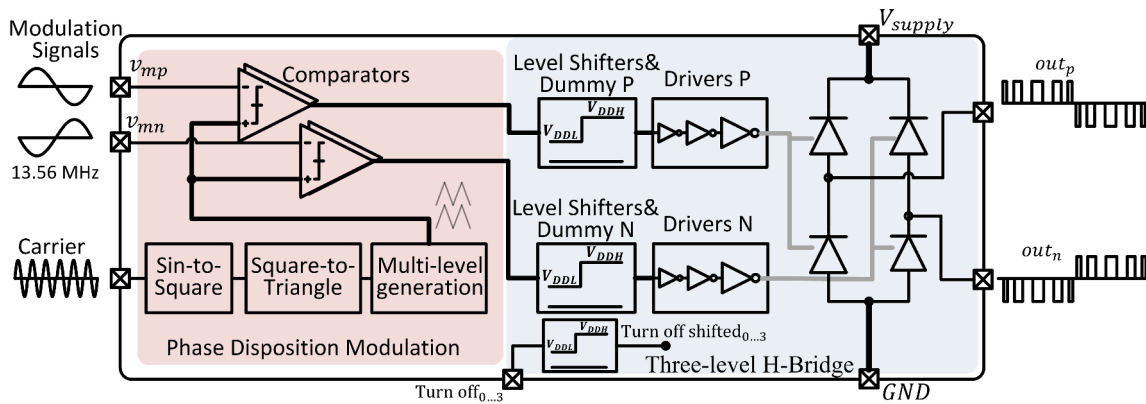 Modulation
Signals
v_mp
v_mn
13.56 MHz
Carrier
Comparators
Sin-to-
Square
Square-to-
Triangle
Multi-level
generation
Phase Disposition Modulation
Level Shifters&
Dummy P
V_DDH
V_DDL
Drivers P
Level Shifters&
Dummy N
V_DDH
V_DDL
Drivers N
V_DDH
V_DDL
Turn off shifted_0...3
Three-level H-Bridge
Turn off_0...3
V_supply
GND
out_p
out_n